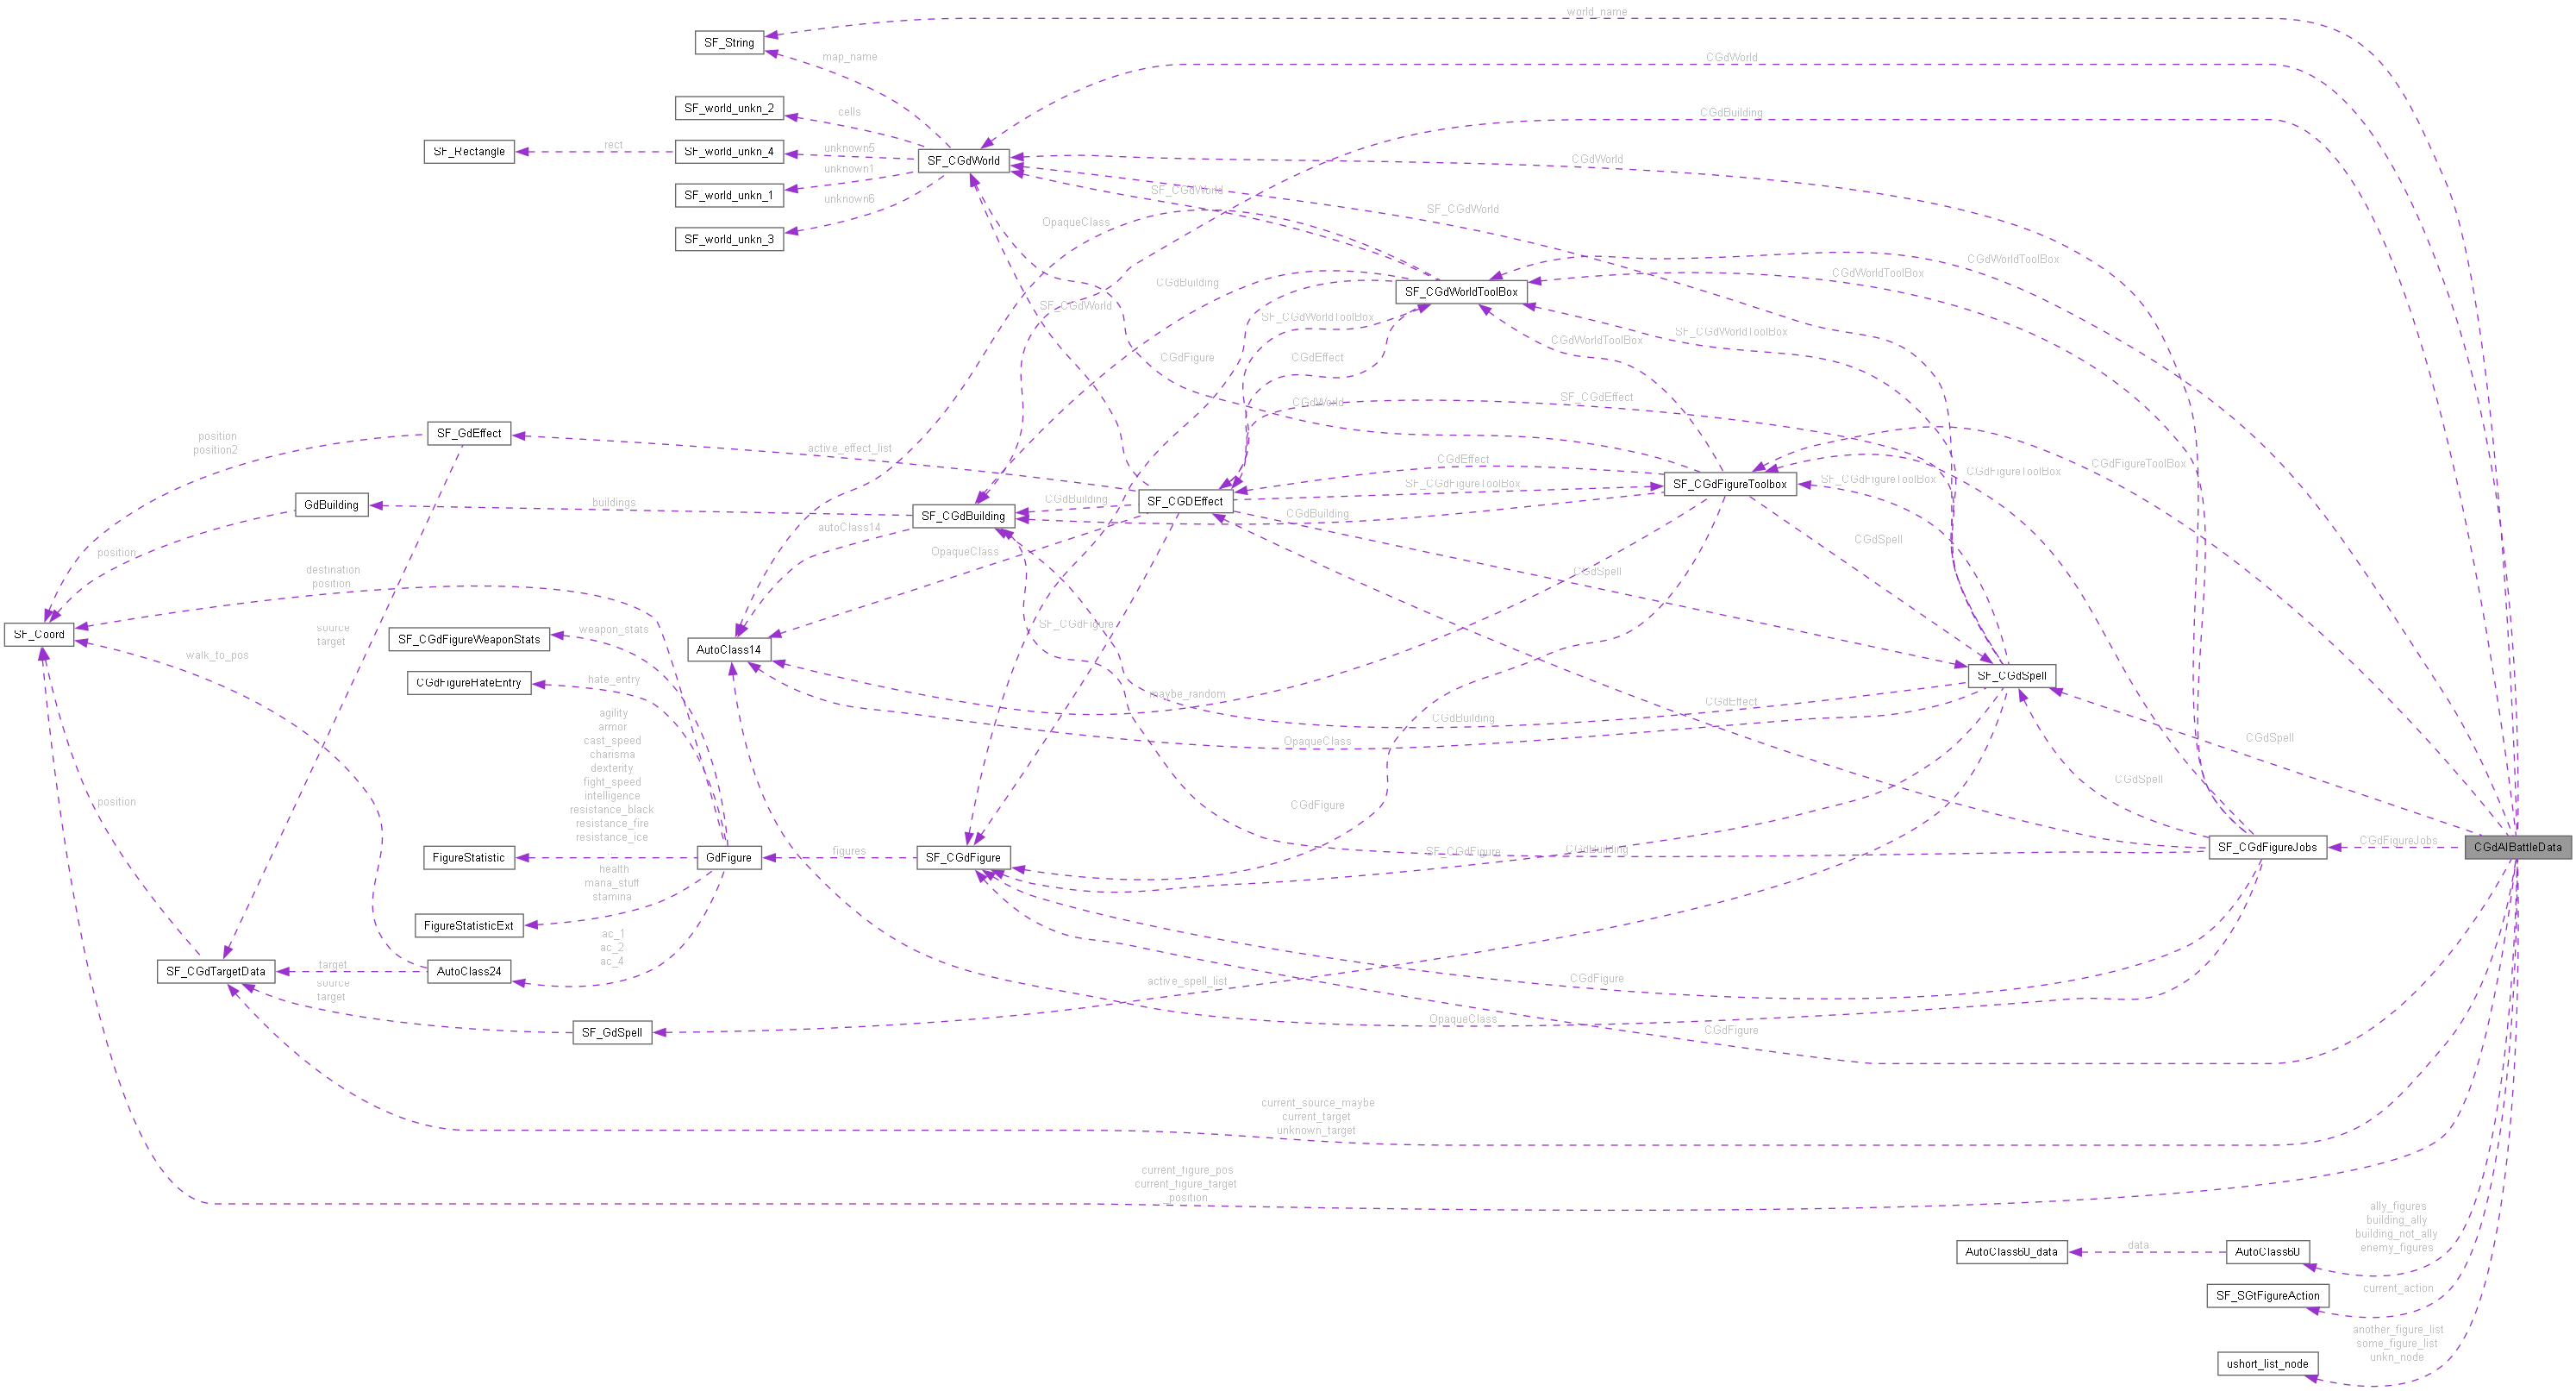 world_name
SF_String
map_name
CGdWorld
SF_world_unkn_2
cells
CGdBuilding
SF_Rectangle
rect
SF_world_unkn_4
unknown5
SF_CGdWorld
CGdWorld
unknown1
SF_world_unkn_1
SF_CGdWorld
unknown6
SF_CGdWorld
OpaqueClass
SF_world_unkn_3
CGdWorldToolBox
CGdWorldToolBox
CGdBuilding
SF_CGdWorldToolBox
SF_CGdWorld
SF_CGdWorldToolBox
SF_CGdWorldToolBox
CGdWorldToolBox
CGdFigure
CGdEffect
CGdWorld
SF_CGdEffect
SF_GdEffect
position
position2
active_effect_list
CGdEffect
CGdFigureToolBox
CGdFigureToolBox
SF_CGdFigureToolBox
SF_CGdFigureToolBox
SF_CGdFigureToolbox
GdBuilding
buildings
CGdBuilding
SF_CGDEffect
SF_CGdBuilding
CGdBuilding
autoClass14
CGdSpell
position
OpaqueClass
destination
position
CGdSpell
source
target
SF_Coord
SF_CGdFigureWeaponStats
weapon_stats
SF_CGdFigure
AutoClass14
walk_to_pos
CGdFigureHateEntry
hate_entry
SF_CGdSpell
maybe_random
CGdEffect
agility
armor
cast_speed
charisma
dexterity
fight_speed
intelligence
resistance_black
resistance_fire
resistance_ice
...
CGdBuilding
OpaqueClass
CGdSpell
CGdSpell
position
CGdFigure
FigureStatistic
GdFigure
figures
SF_CGdFigure
SF_CGdFigure
CGdBuilding
SF_CGdFigureJobs
CGdFigureJobs
CGdAIBattleData
health
mana_stuff
stamina
FigureStatisticExt
ac_1
ac_2
ac_4
SF_CGdTargetData
target
AutoClass24
active_spell_list
CGdFigure
source
target
SF_GdSpell
OpaqueClass
CGdFigure
current_source_maybe
current_target
unknown_target
current_figure_pos
current_figure_target
_position
ally_figures
building_ally
building_not_ally
enemy_figures
AutoClass60_data
data
AutoClass60
current_action
SF_SGtFigureAction
another_figure_list
some_figure_list
unkn_node
ushort_list_node